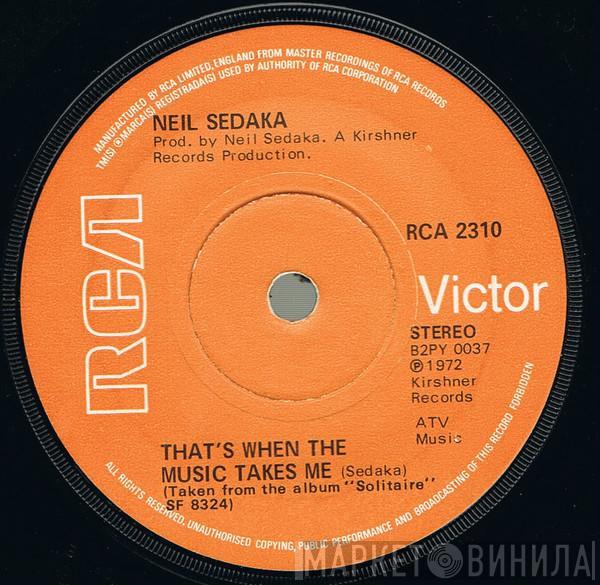 MANUFACTURED BY RCA LIMITED, ENGLAND FROM MASTER RECORDINGS OF RCA RECORDS
TM(S) ® MARCA(S) REGISTRADA(S) USED BY AUTHORITY OF RCA CORPORATION
NEIL SEDAKA
Prod. by Neil Sedaka. A Kirshner
Records Production.
RCA
RCA 2310
Victor
STEREO
B2PY 0037
℗ 1972
Kirshner
Records
ATV
Music
THAT'S WHEN THE
MUSIC TAKES ME (Sedaka)
(Taken from the album "Solitaire"
SF 8324)
ALL RIGHTS RESERVED, UNAUTHORISED COPYING, PUBLIC PERFORMANCE AND BROADCASTING OF THIS RECORD FORBIDDEN
МАРКЕТ ВИНИЛА